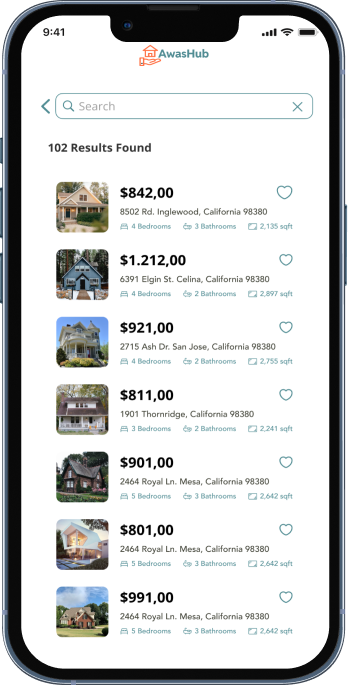 9:41
AwasHub
Search
102 Results Found
$842,00
8502 Rd. Inglewood, California 98380
4 Bedrooms 3 Bathrooms 2,135 sqft
$1.212,00
6391 Elgin St. Celina, California 98380
4 Bedrooms 2 Bathrooms 2,897 sqft
$921,00
2715 Ash Dr. San Jose, California 98380
4 Bedrooms 2 Bathrooms 2,755 sqft
$811,00
1901 Thornridge, California 98380
3 Bedrooms 2 Bathrooms 2,241 sqft
$901,00
2464 Royal Ln. Mesa, California 98380
5 Bedrooms 3 Bathrooms 2,642 sqft
$801,00
2464 Royal Ln. Mesa, California 98380
5 Bedrooms 3 Bathrooms 2,642 sqft
$991,00
2464 Royal Ln. Mesa, California 98380
5 Bedrooms 3 Bathrooms 2,642 sqft